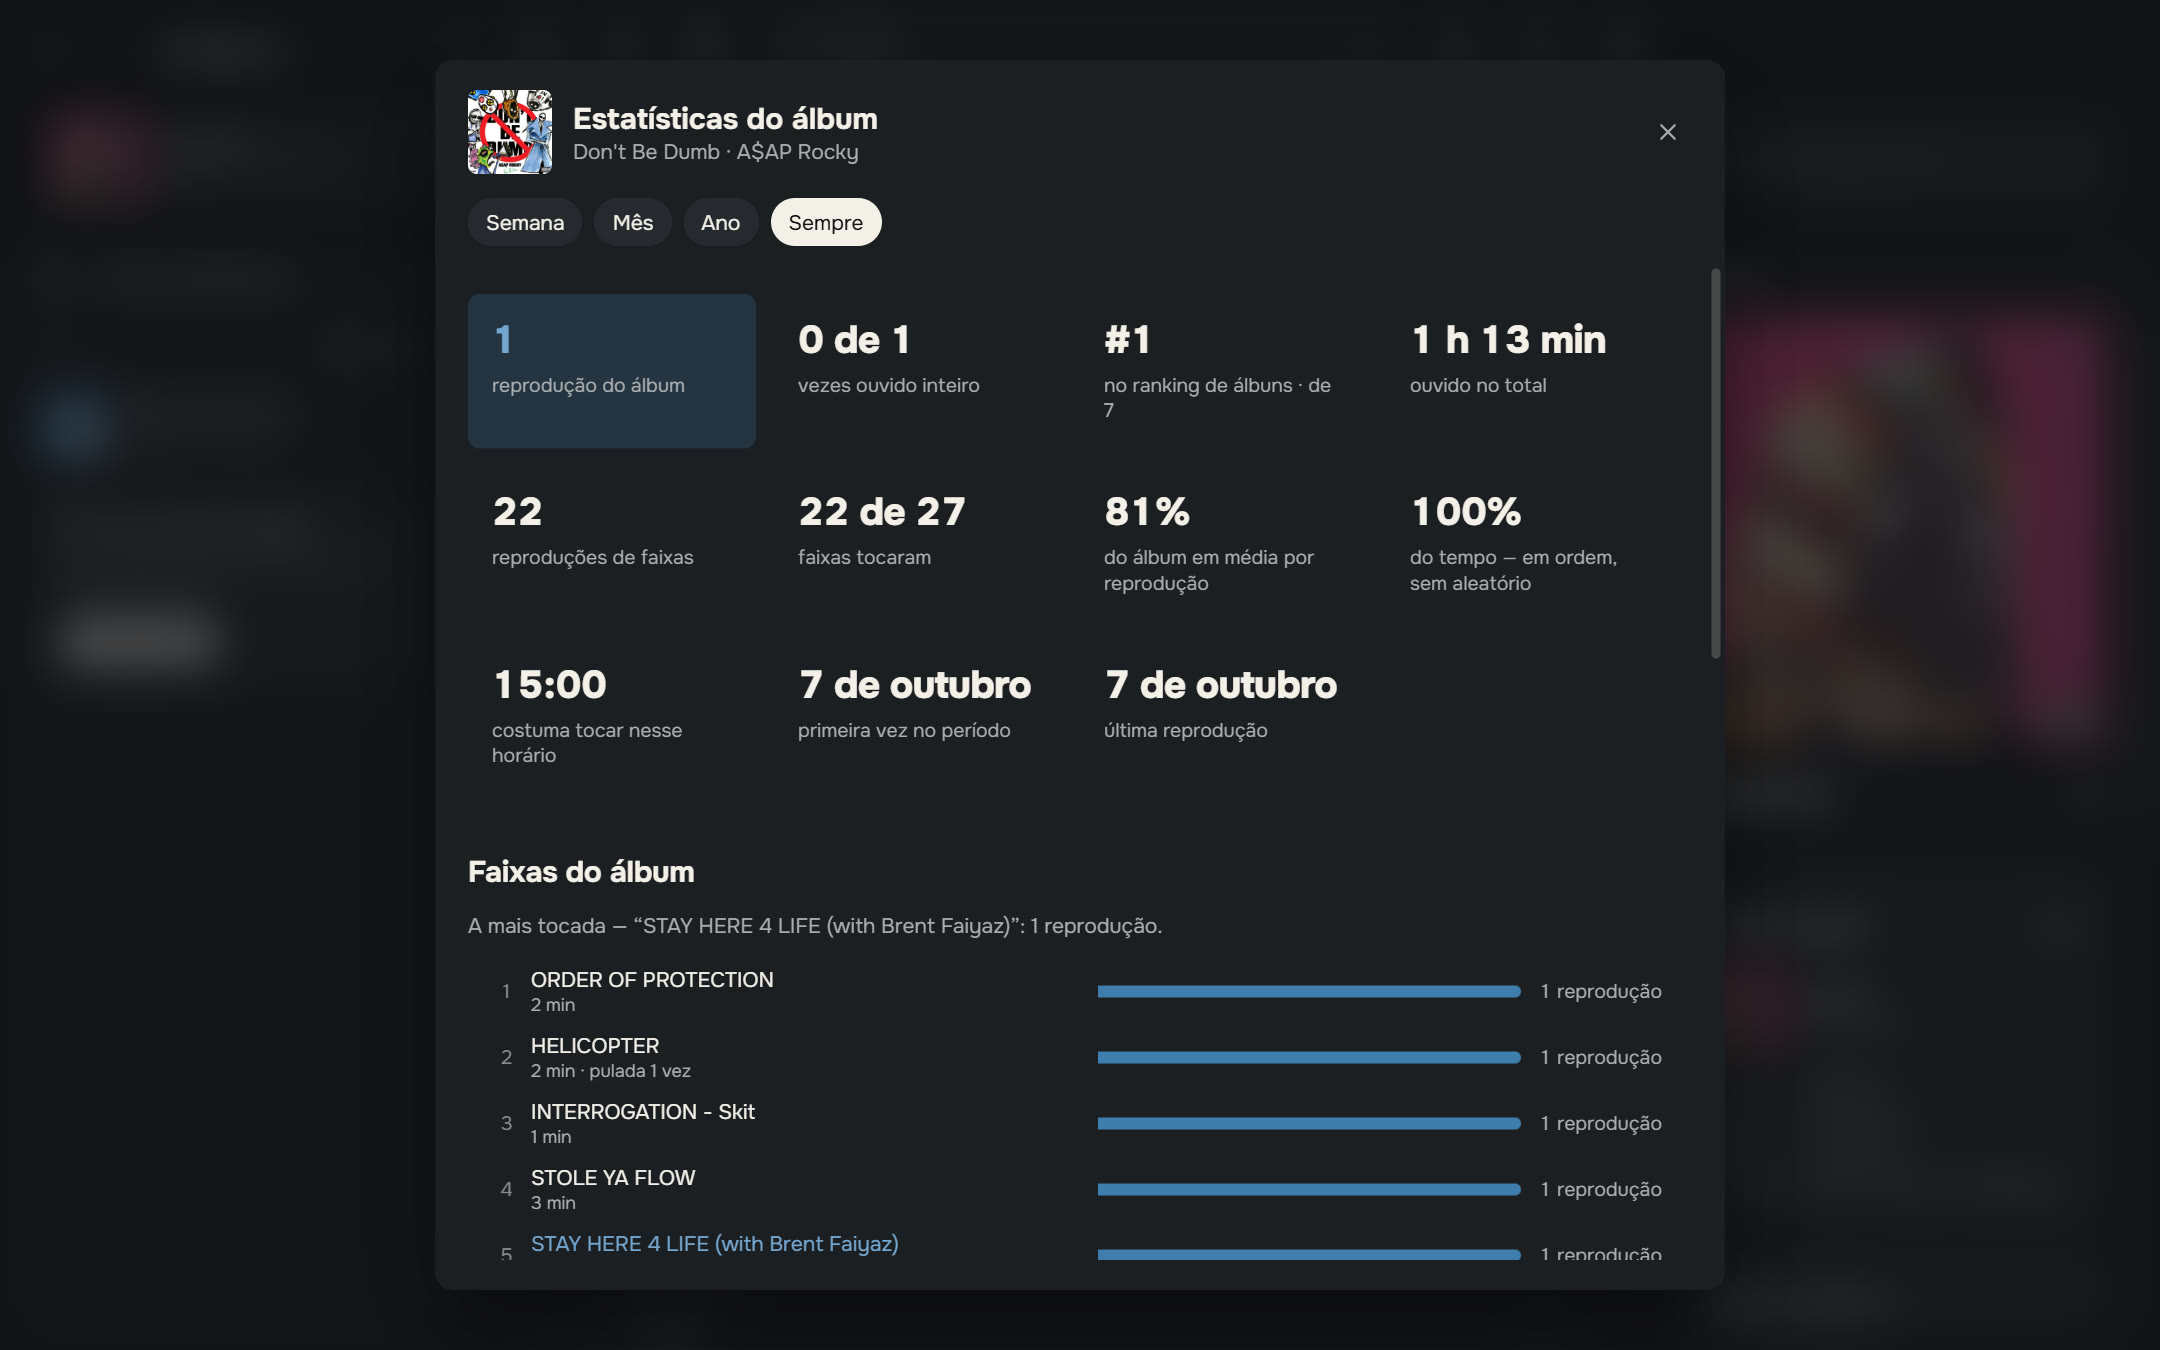 Estatísticas do álbum
Don't Be Dumb · A$AP Rocky
Semana
Mês
Ano
Sempre
1
reprodução do álbum
0 de 1
vezes ouvido inteiro
#1
no ranking de álbuns · de
7
1 h 13 min
ouvido no total
22
reproduções de faixas
22 de 27
faixas tocaram
81%
do álbum em média por
reprodução
100%
do tempo — em ordem,
sem aleatório
15:00
costuma tocar nesse
horário
7 de outubro
primeira vez no período
7 de outubro
última reprodução
Faixas do álbum
A mais tocada — “STAY HERE 4 LIFE (with Brent Faiyaz)”: 1 reprodução.
1 ORDER OF PROTECTION 1 reprodução
2 min
2 HELICOPTER 1 reprodução
2 min · pulada 1 vez
3 INTERROGATION - Skit 1 reprodução
1 min
4 STOLE YA FLOW 1 reprodução
3 min
5 STAY HERE 4 LIFE (with Brent Faiyaz) 1 reprodução